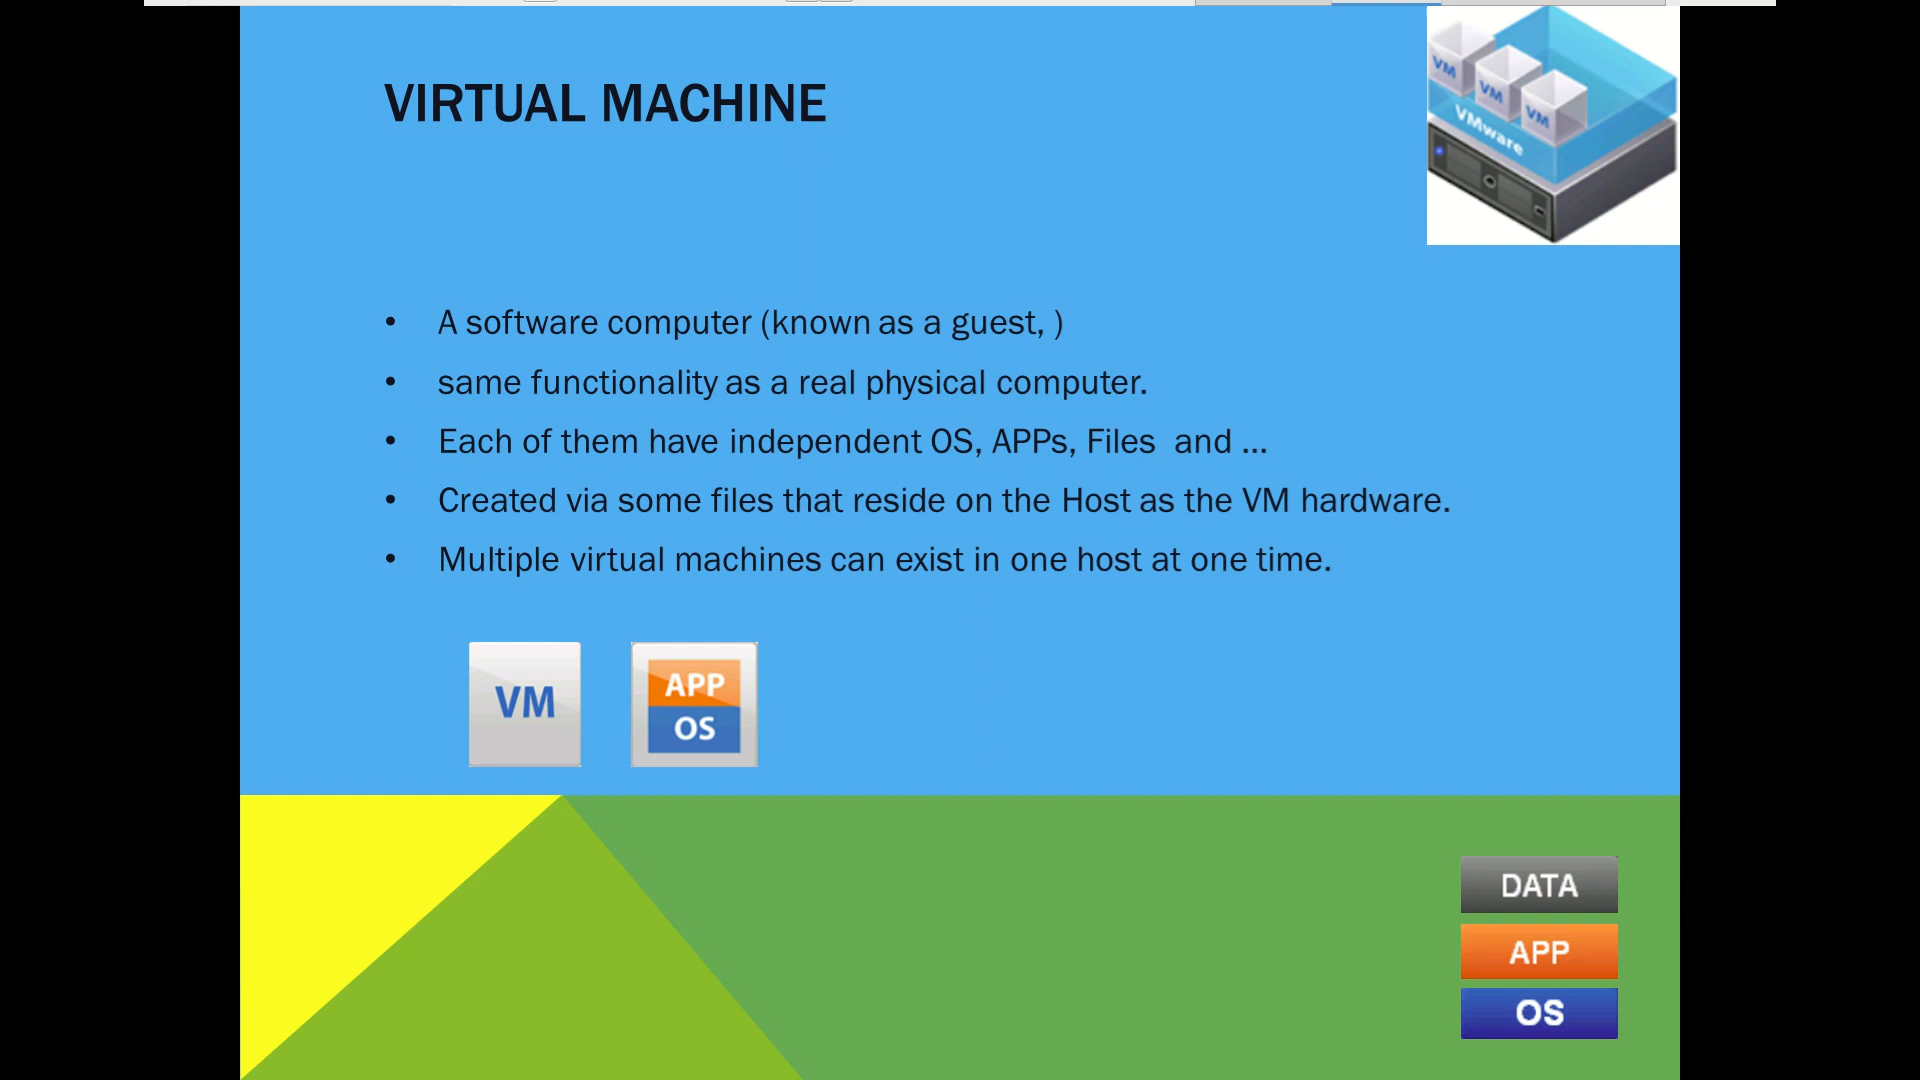 VIRTUAL MACHINE
VM
VM
VM
VMware
• A software computer (known as a guest, )
• same functionality as a real physical computer.
• Each of them have independent OS, APPs, Files  and ...
• Created via some files that reside on the Host as the VM hardware.
• Multiple virtual machines can exist in one host at one time.
VM
APP
OS
DATA
APP
OS